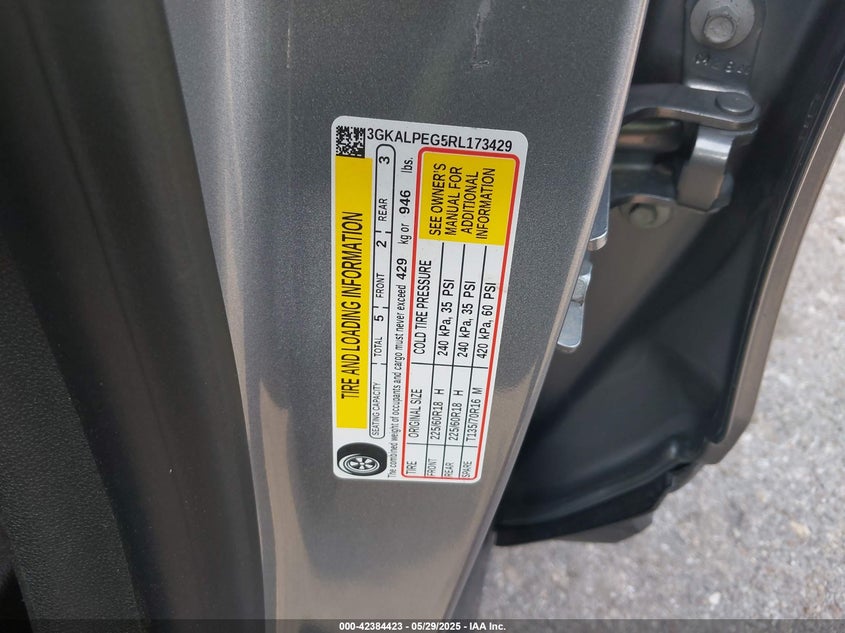 3GKALPEG5RL173429
TIRE AND LOADING INFORMATION
SEATING CAPACITY TOTAL 5 FRONT 2 REAR 3
The combined weight of occupants and cargo must never exceed 429 kg or 946 lbs.
TIRE ORIGINAL SIZE COLD TIRE PRESSURE
FRONT 225/60R18 H 240 kPa, 35 PSI
REAR 225/60R18 H 240 kPa, 35 PSI
SPARE T135/70R16 M 420 kPa, 60 PSI
SEE OWNER'S
MANUAL FOR
ADDITIONAL
INFORMATION
000-42384423 - 05/29/2025 - IAA Inc.